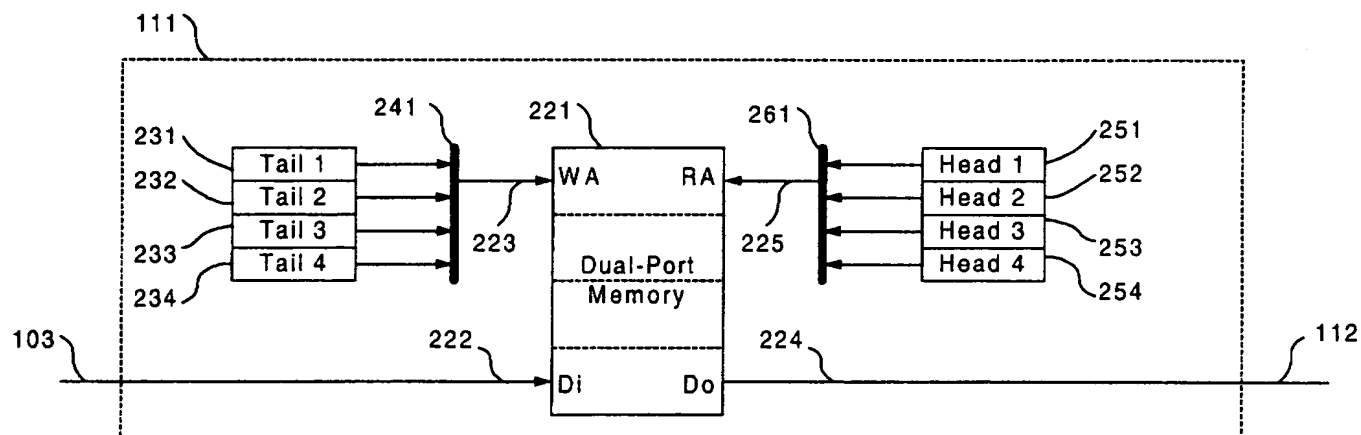 111
241
221
261
231
Tail 1
WA
RA
Head 1
251
232
Tail 2
Head 2
252
233
Tail 3
223
Dual-Port
225
Head 3
253
234
Tail 4
Memory
Head 4
254
103
222
224
112
Di
Do